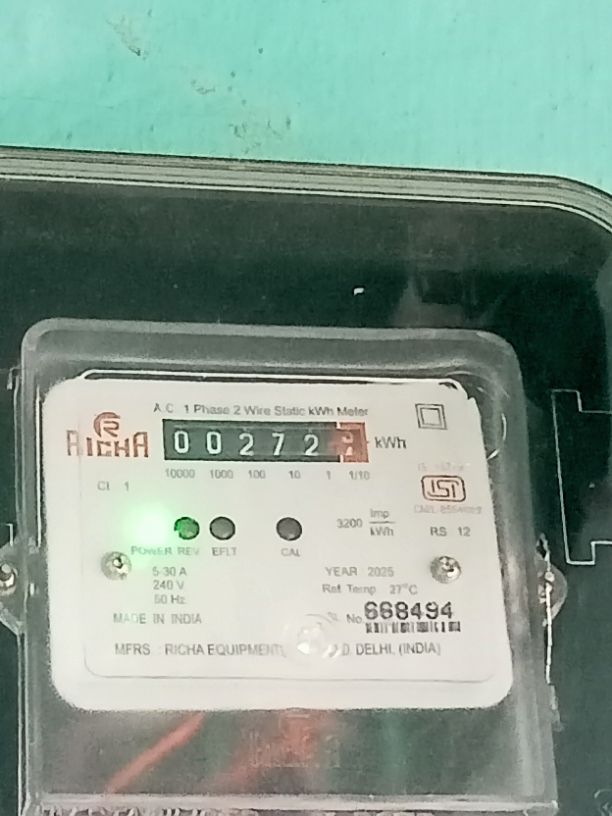 A.C. 1 Phase 2 Wire Static kWh Meter
RICHA
0 0 2 7 2 kWh
10000 1000 100 10 1 1/10
Cl 1
ISI
3200 Imp/kWh
RS 12
POWER REV EFLT CAL
5-30 A
240 V
50 Hz
YEAR 2025
Ref Temp 27°C
MADE IN INDIA
No. 668494
MFRS : RICHA EQUIPMENTS D. DELHI, (INDIA)